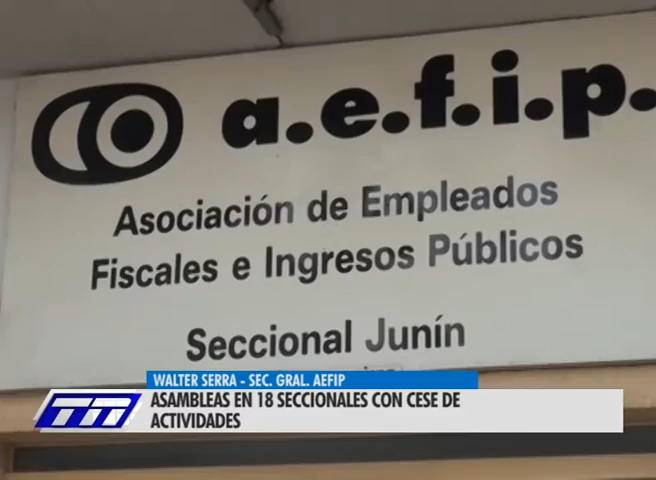 a.e.f.i.p.
Asociación de Empleados
Fiscales e Ingresos Públicos
Seccional Junín
WALTER SERRA - SEC. GRAL. AEFIP
ASAMBLEAS EN 18 SECCIONALES CON CESE DE
ACTIVIDADES